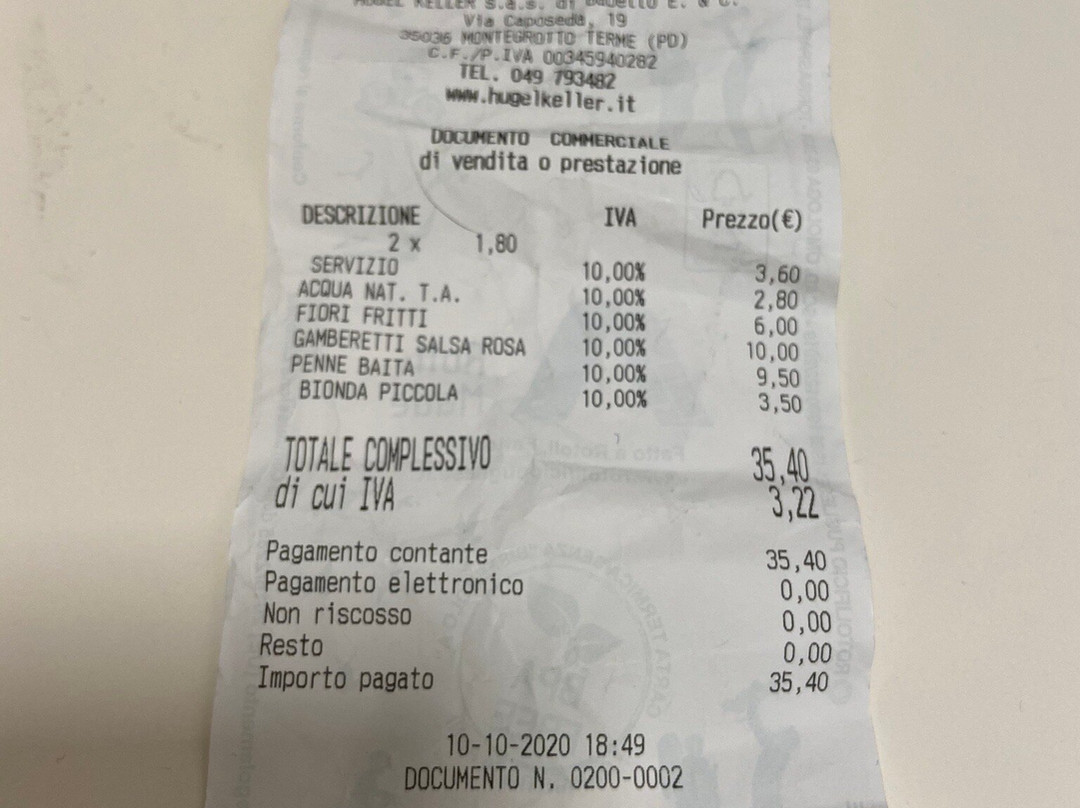 HUGEL KELLER s.a.s. di E. & C.
Via Caposeda, 19
35036 MONTEGROTTO TERME (PD)
C.F./P.IVA 00345940282
TEL. 049 793482
www.hugelkeller.it
DOCUMENTO COMMERCIALE
di vendita o prestazione
DESCRIZIONE IVA Prezzo(€)
2 x 1,80
SERVIZIO 10,00% 3,60
ACQUA NAT. T.A. 10,00% 2,80
FIORI FRITTI 10,00% 6,00
GAMBERETTI SALSA ROSA 10,00% 10,00
PENNE BAITA 10,00% 9,50
BIONDA PICCOLA 10,00% 3,50
TOTALE COMPLESSIVO 35,40
di cui IVA 3,22
Pagamento contante 35,40
Pagamento elettronico 0,00
Non riscosso 0,00
Resto 0,00
Importo pagato 35,40
10-10-2020 18:49
DOCUMENTO N. 0200-0002